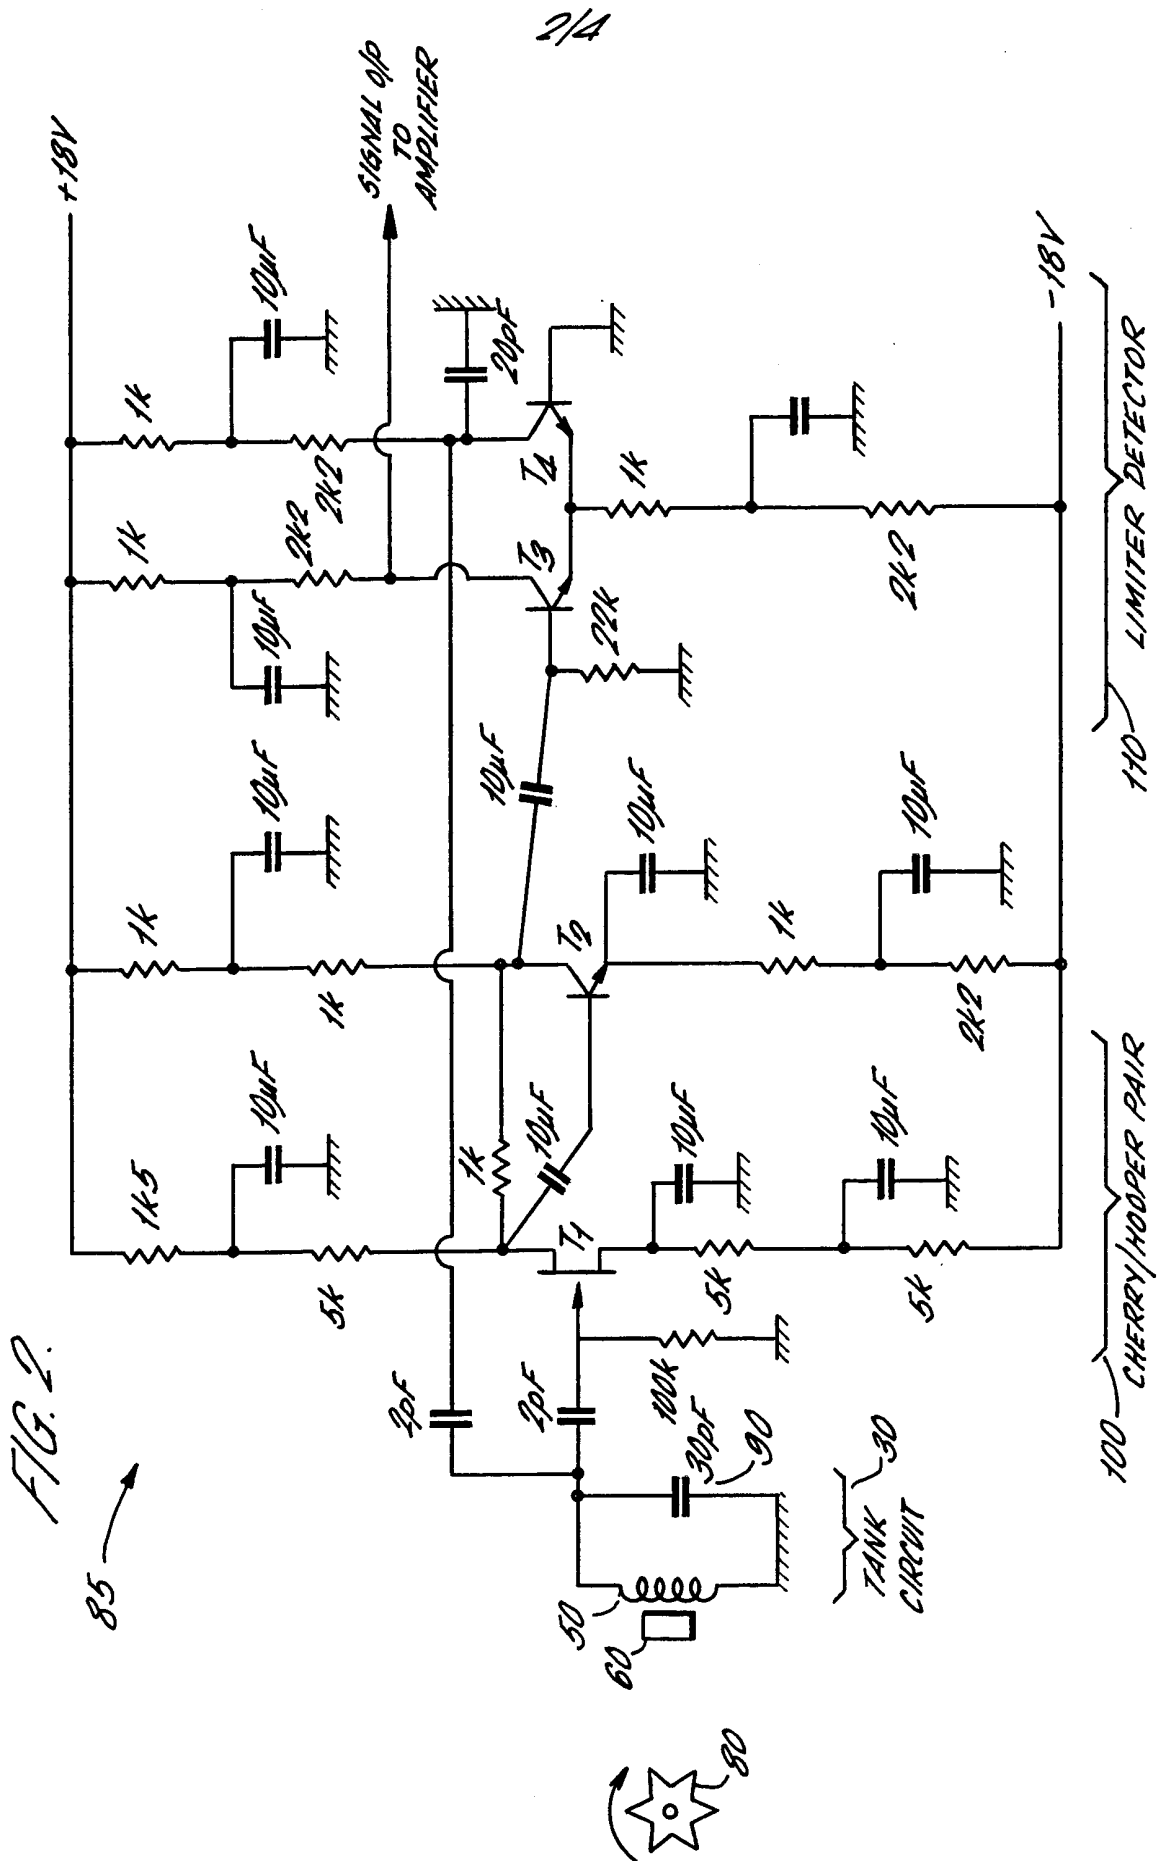 2/4
FIG. 2.
85
+18V
1k5
1k
1k
1k
10µF
10µF
10µF
10µF
5k
1k
2k2
2k2
SIGNAL O/P
TO
AMPLIFIER
2pF
2pF
1k
10µF
10µF
20pF
T1
T2
T3
T4
50
60
80
30pF
90
100k
10µF
10µF
22k
1k
5k
1k
10µF
10µF
5k
2k2
2k2
-18V
TANK
CIRCUIT
30
100
CHERRY/HOOPER PAIR
110
LIMITER DETECTOR